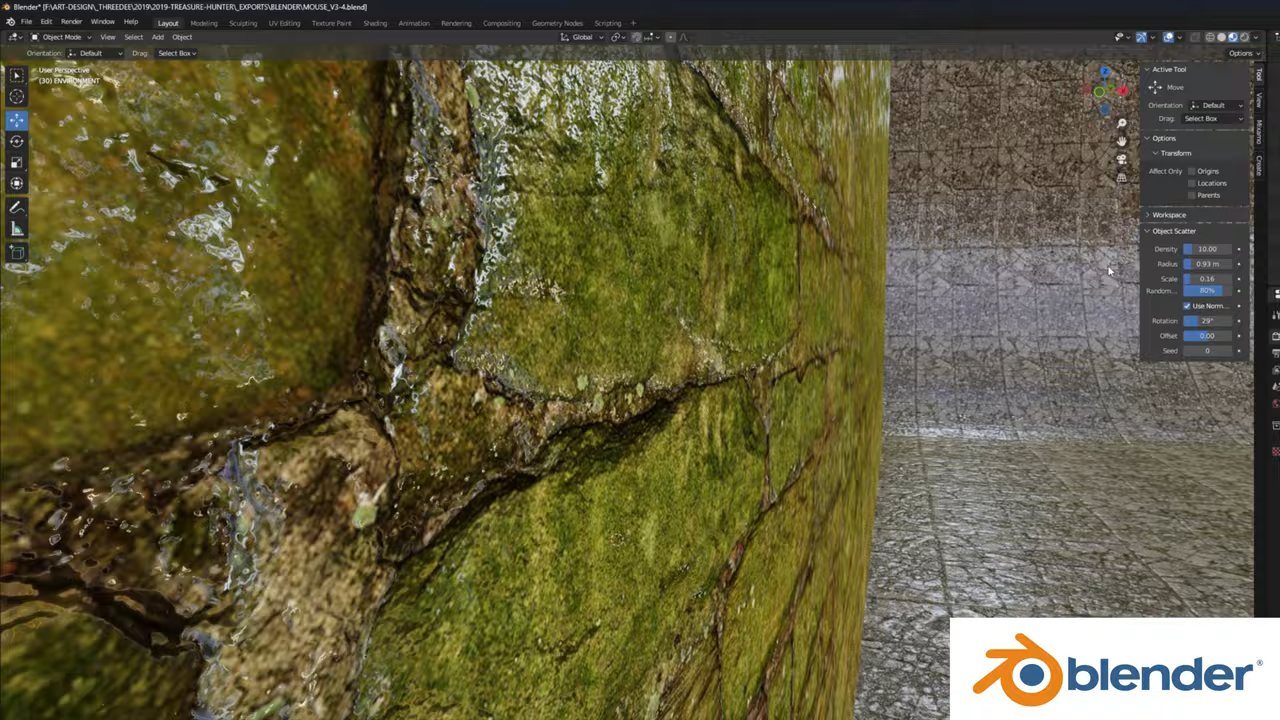 Blender* [F:\ART-DESIGN\_THREEDEE\2019\2019-TREASURE-HUNTER\_EXPORTS\BLENDER\MOUSE_V3-4.blend]
File Edit Render Window Help Layout Modeling Sculpting UV Editing Texture Paint Shading Animation Rendering Compositing Geometry Nodes Scripting +
Object Mode View Select Add Object Global
Orientation: Default Drag: Select Box Options
User Perspective
(30) ENVIRONMENT
Active Tool
Move
Orientation Default
Drag: Select Box
Options
Transform
Affect Only Origins
Locations
Parents
Workspace
Object Scatter
Density 10.00
Radius 0.93 m
Scale 0.16
Random... 80%
Use Norm...
Rotation 29°
Offset 0.00
Seed 0
Tool
View
Mixamo
Create
blender®